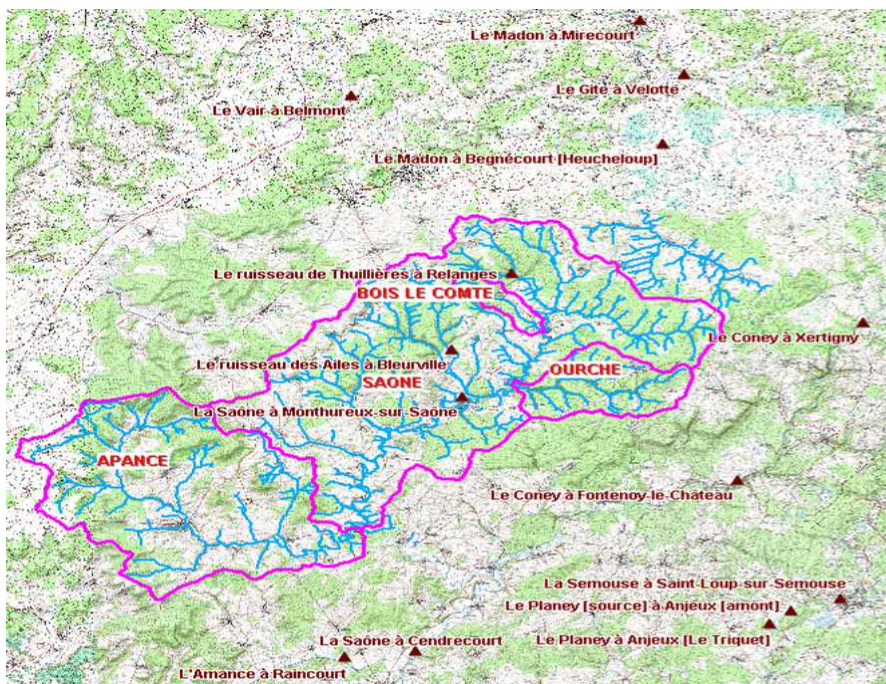 Le Madon à Mirecourt
Le Gite à Velotte
Le Vair à Belmont
Le Madon à Begnécourt [Heucheloup]
Le ruisseau de Thuillières à Relanges
BOIS LE COMTE
Le Coney à Xertigny
Le ruisseau des Ailes à Bleurville
OURCHE
SAONE
La Saône à Monthureux-sur-Saône
APANCE
Le Coney à Fontenoy-le-Château
La Semouse à Saint-Loup-sur-Semouse
Le Planey [source] à Anjeux [amont]
La Saône à Cendrecourt
Le Planey à Anjeux [Le Triquet]
L'Amance à Raincourt